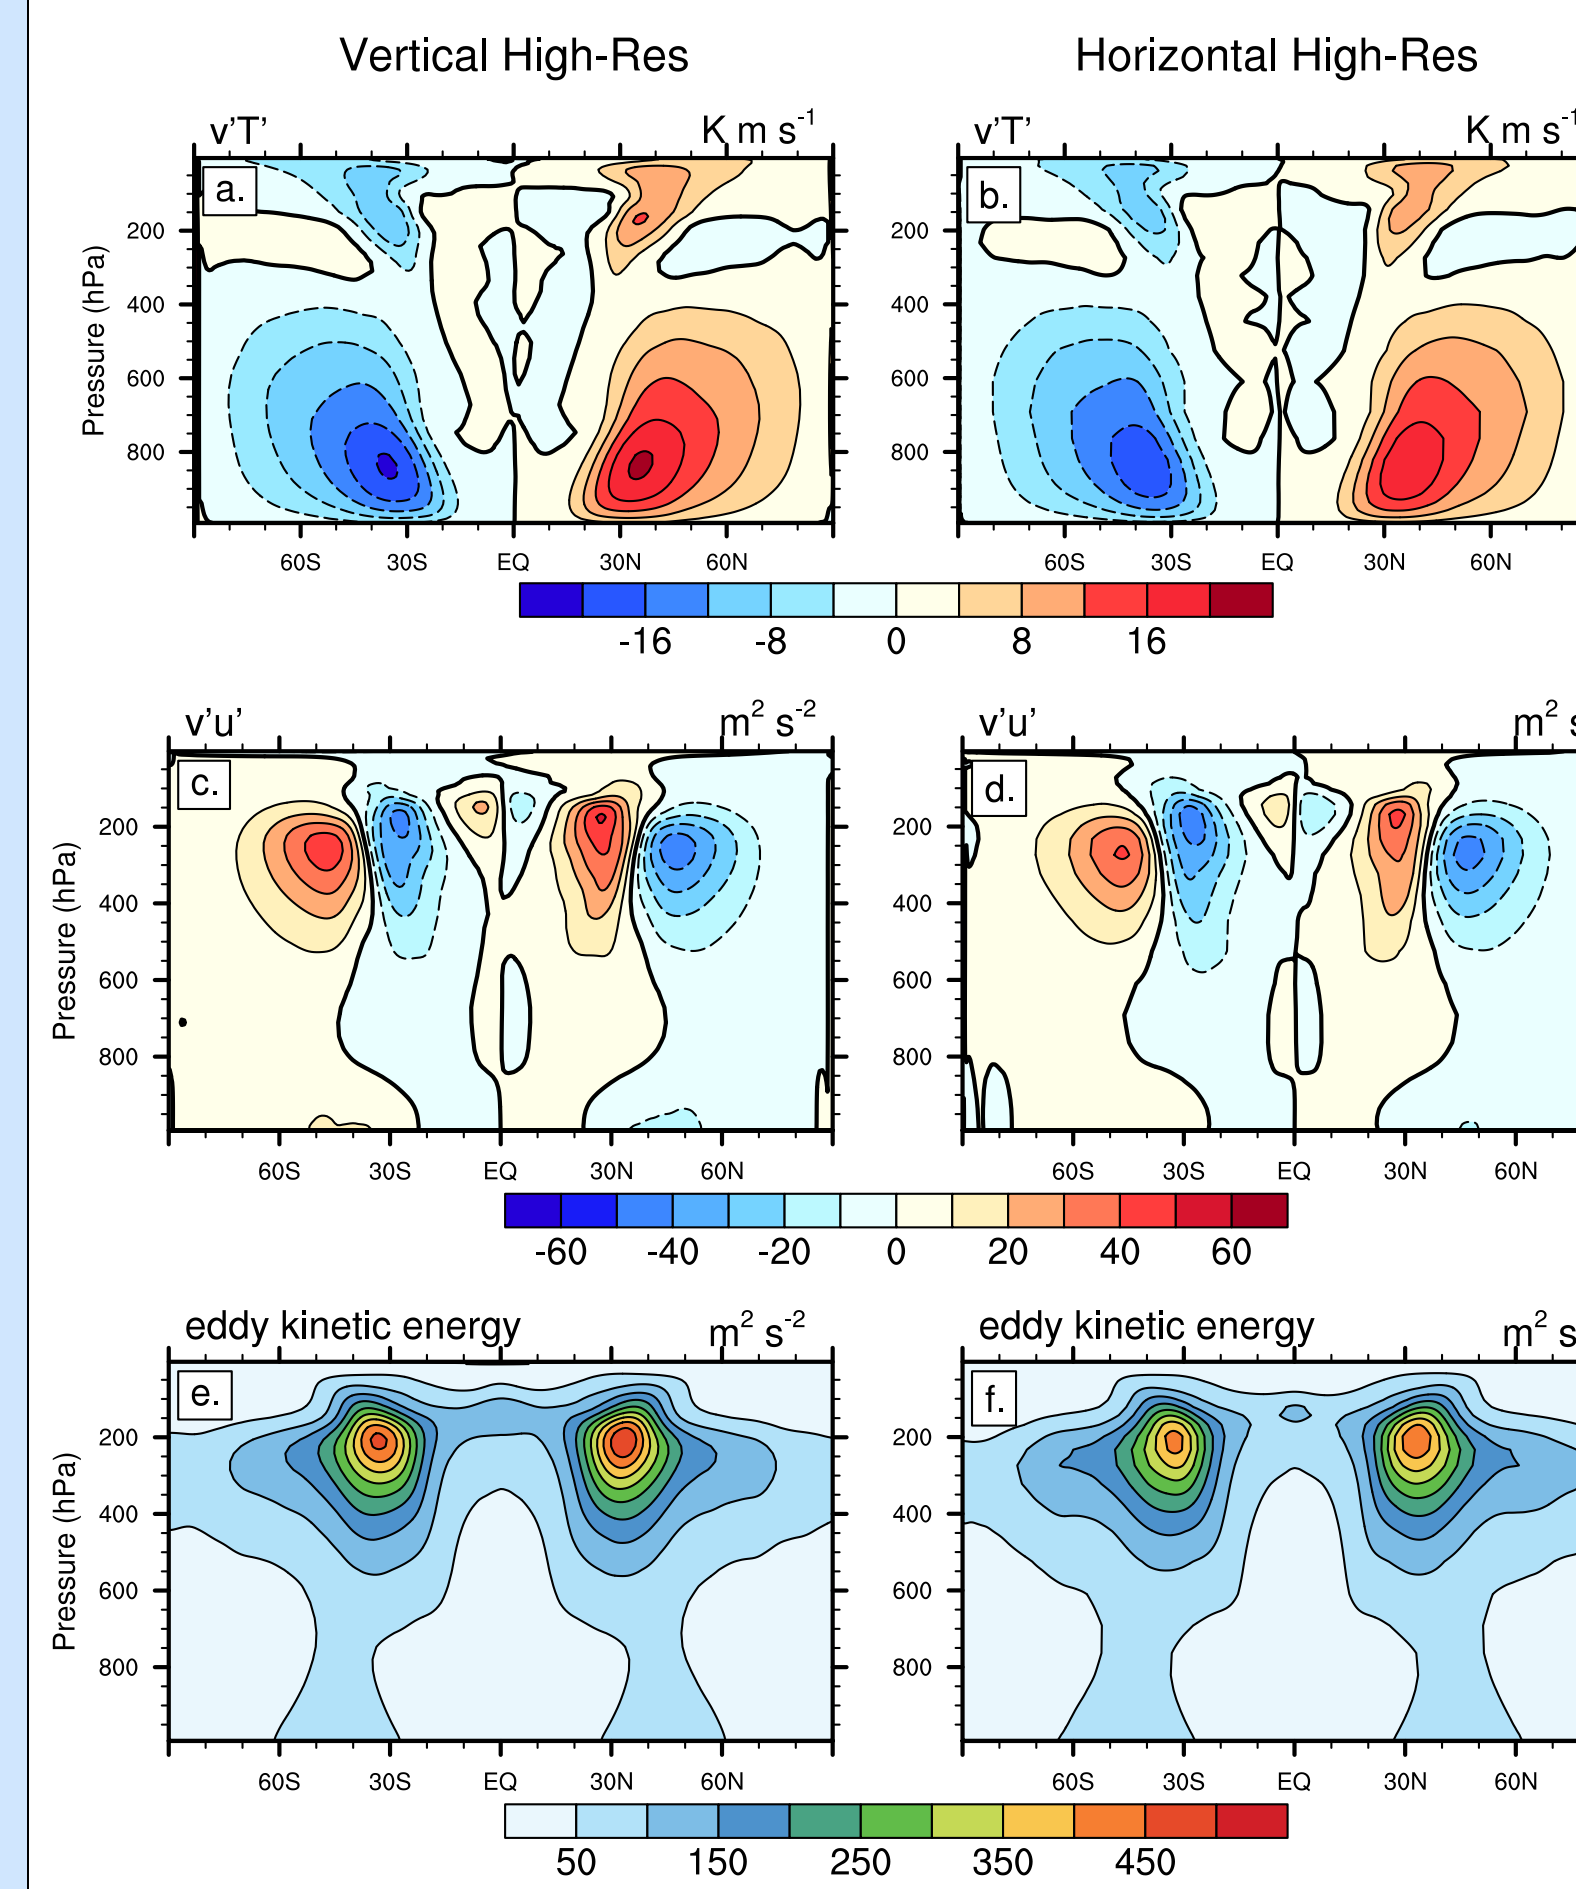 Vertical High-Res Horizontal High-Res
v'T' K m s-1 v'T' K m s-1
a. b.
200 200
400 400
600 600
800 800
Pressure (hPa)
60S 30S EQ 30N 60N 60S 30S EQ 30N 60N
-16 -8 0 8 16
v'u' m2 s-2 v'u' m2 s
c. d.
200 200
400 400
600 600
800 800
Pressure (hPa)
60S 30S EQ 30N 60N 60S 30S EQ 30N 60N
-60 -40 -20 0 20 40 60
eddy kinetic energy m2 s-2 eddy kinetic energy m2 s
e. f.
200 200
400 400
600 600
800 800
Pressure (hPa)
60S 30S EQ 30N 60N 60S 30S EQ 30N 60N
50 150 250 350 450